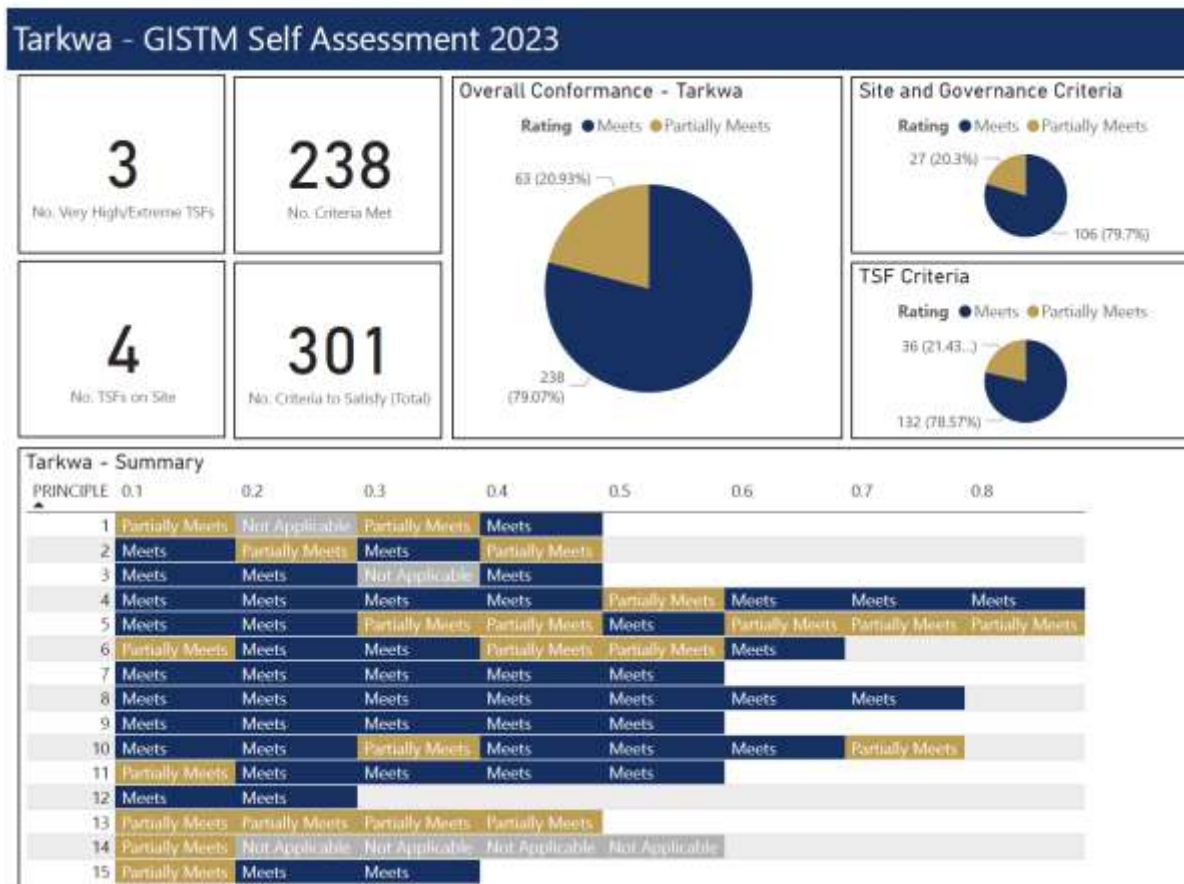 Tarkwa - GISTM Self Assessment 2023
3
No. Very High/Extreme TSFs
238
No. Criteria Met
4
No. TSFs on Site
301
No. Criteria to Satisfy (Total)
Overall Conformance - Tarkwa
Rating Meets Partially Meets
63 (20.93%)
238
(79.07%)
Site and Governance Criteria
Rating Meets Partially Meets
27 (20.3%)
106 (79.7%)
TSF Criteria
Rating Meets Partially Meets
36 (21.43...)
132 (78.57%)
Tarkwa - Summary
PRINCIPLE 0.1 0.2 0.3 0.4 0.5 0.6 0.7 0.8
1 Partially Meets Not Applicable Partially Meets Meets
2 Meets Partially Meets Meets Partially Meets
3 Meets Meets Not Applicable Meets
4 Meets Meets Meets Meets Partially Meets Meets Meets Meets
5 Meets Meets Partially Meets Partially Meets Meets Partially Meets Partially Meets Partially Meets
6 Partially Meets Meets Meets Partially Meets Partially Meets Meets
7 Meets Meets Meets Meets Meets
8 Meets Meets Meets Meets Meets Meets Meets
9 Meets Meets Meets Meets Meets
10 Meets Meets Partially Meets Meets Meets Meets Partially Meets
11 Partially Meets Meets Meets Meets Meets
12 Meets Meets
13 Partially Meets Partially Meets Partially Meets Partially Meets
14 Partially Meets Not Applicable Not Applicable Not Applicable Not Applicable
15 Partially Meets Meets Meets